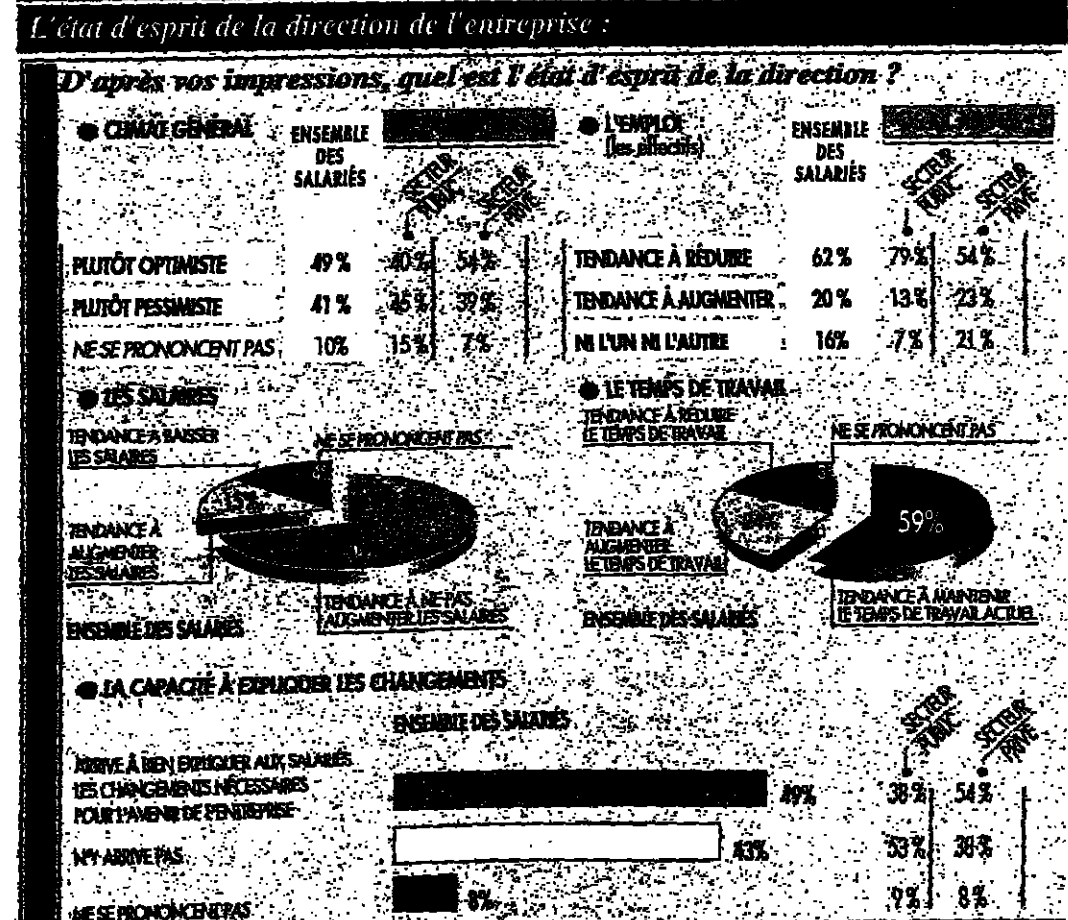 L'état d'esprit de la direction de l'entreprise :
D'après vos impressions, quel est l'état d'esprit de la direction ?
● CLIMAT GÉNÉRAL
ENSEMBLE
DES
SALARIÉS
SECTEUR
PUBLIC
SECTEUR
PRIVÉ
PLUTÔT OPTIMISTE 49 % 40 % 54 %
PLUTÔT PESSIMISTE 41 % 45 % 39 %
NE SE PRONONCENT PAS 10% 15% 7 %
● L'EMPLOI
(les effectifs)
ENSEMBLE
DES
SALARIÉS
SECTEUR
PUBLIC
SECTEUR
PRIVÉ
TENDANCE À RÉDUIRE 62 % 79 % 54 %
TENDANCE À AUGMENTER 20 % 13 % 23 %
NI L'UN NI L'AUTRE 16% 7 % 21 %
● LES SALAIRES
TENDANCE A BAISSER
LES SALAIRES
NE SE PRONONCENT PAS
15%
TENDANCE À
AUGMENTER
LES SALAIRES
TENDANCE À NE PAS
AUGMENTER LES SALAIRES
ENSEMBLE DES SALARIÉS
● LE TEMPS DE TRAVAIL
TENDANCE À RÉDUIRE
LE TEMPS DE TRAVAIL
NE SE PRONONCENT PAS
59%
TENDANCE À
AUGMENTER
LE TEMPS DE TRAVAIL
TENDANCE À MAINTENIR
LE TEMPS DE TRAVAIL ACTUEL
ENSEMBLE DES SALARIÉS
● LA CAPACITÉ À EXPLIQUER LES CHANGEMENTS
ENSEMBLE DES SALARIÉS
SECTEUR
PUBLIC
SECTEUR
PRIVÉ
ARRIVE À BIEN EXPLIQUER AUX SALARIÉS
LES CHANGEMENTS NÉCESSAIRES
POUR L'AVENIR DE L'ENTREPRISE
49% 38 % 54 %
N'Y ARRIVE PAS 43% 53 % 38 %
NE SE PRONONCENT PAS 8% 9 % 8 %